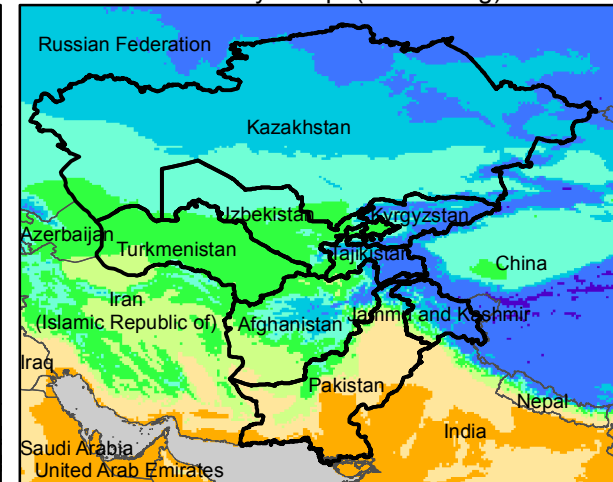 Russian Federation
Kazakhstan
Uzbekistan
Kyrgyzstan
Azerbaijan
Turkmenistan
Tajikistan
China
Iran
(Islamic Republic of)
Afghanistan
Jammu and Kashmir
Iraq
Pakistan
Nepal
India
Saudi Arabia
United Arab Emirates